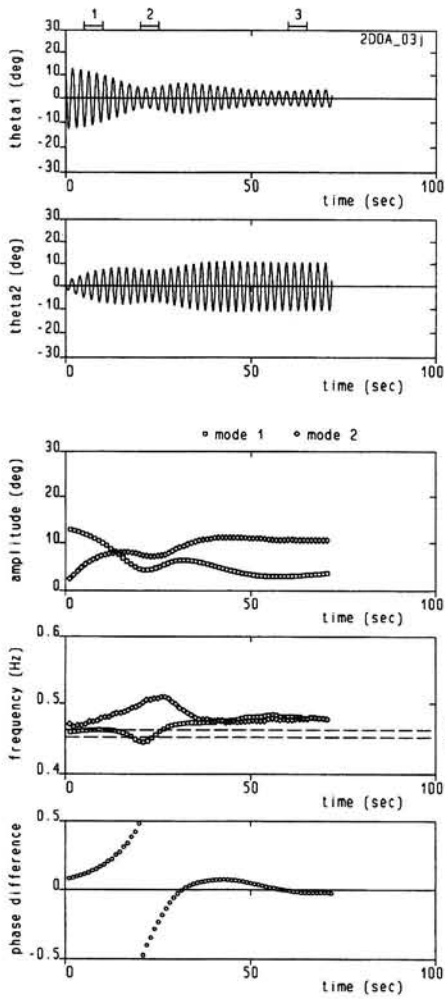 1 2 3
2DOA_03j
theta1 (deg)
30
20
10
0
-10
-20
-30
0 50 100
time (sec)
theta2 (deg)
30
20
10
0
-10
-20
-30
0 50 100
time (sec)
mode 1 mode 2
amplitude (deg)
30
20
10
0
0 50 100
time (sec)
frequency (Hz)
0.6
0.5
0.4
0 50 100
time (sec)
phase difference
0.5
0
-0.5
0 50 100
time (sec)